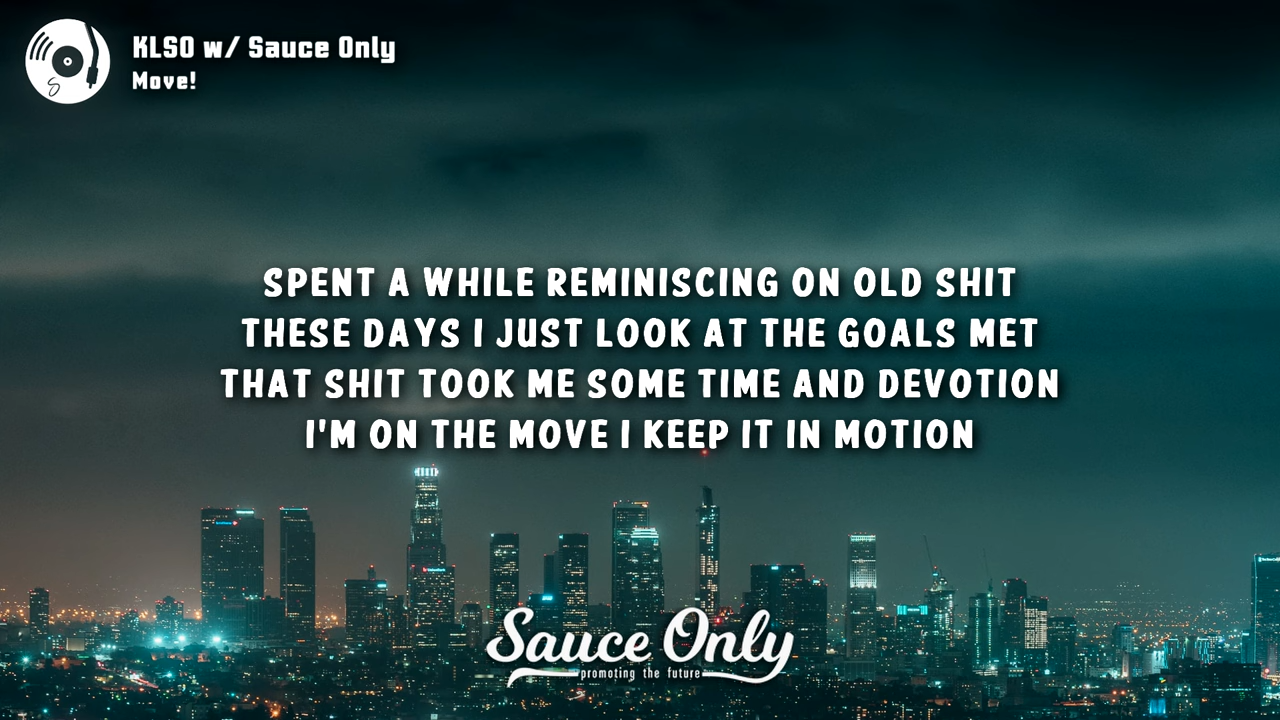 KLSO w/ Sauce Only
Move!
SPENT A WHILE REMINISCING ON OLD SHIT
THESE DAYS I JUST LOOK AT THE GOALS MET
THAT SHIT TOOK ME SOME TIME AND DEVOTION
I'M ON THE MOVE I KEEP IT IN MOTION
Sauce Only
promoting the future